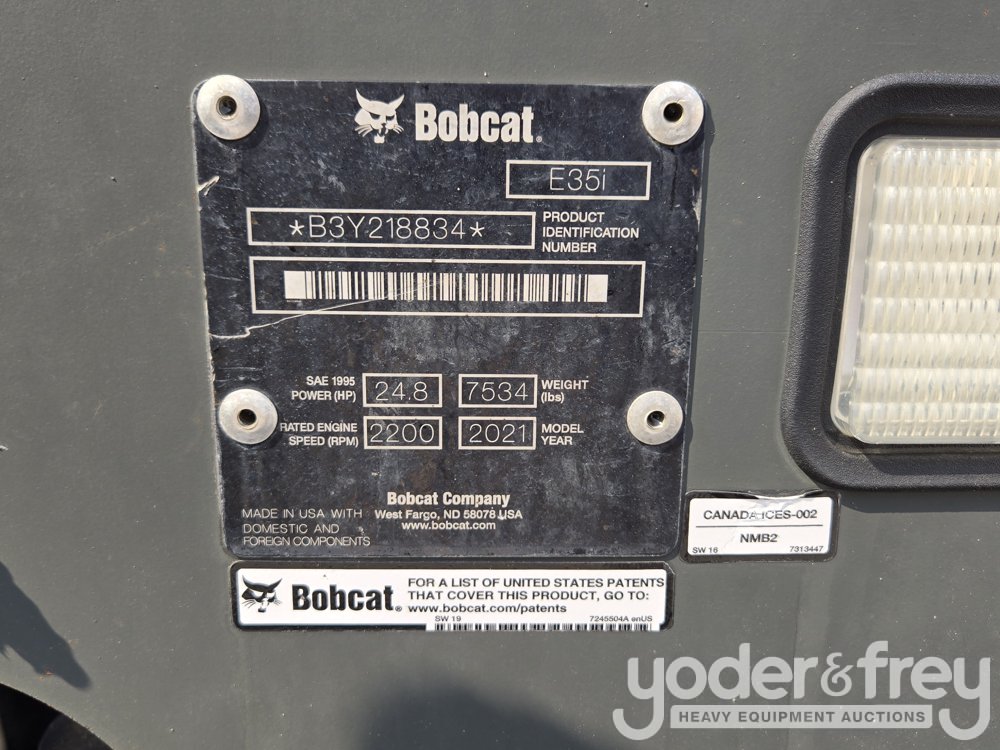 Bobcat.
E35i
*B3Y218834*
PRODUCT
IDENTIFICATION
NUMBER
SAE 1995
POWER (HP)
24.8
7534
WEIGHT
(lbs)
RATED ENGINE
SPEED (RPM)
2200
2021
MODEL
YEAR
Bobcat Company
West Fargo, ND 58078 USA
www.bobcat.com
MADE IN USA WITH
DOMESTIC AND
FOREIGN COMPONENTS
CANADA ICES-002
NMB2
SW 16 7313447
Bobcat.
FOR A LIST OF UNITED STATES PATENTS
THAT COVER THIS PRODUCT, GO TO:
www.bobcat.com/patents
SW 19 7245504A enUS
yoder&frey
HEAVY EQUIPMENT AUCTIONS